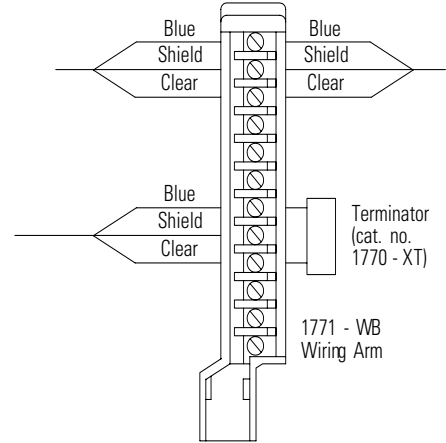 Blue
Shield
Clear
Blue
Shield
Clear
Blue
Shield
Clear
Terminator
(cat. no.
1770 - XT)
1771 - WB
Wiring Arm